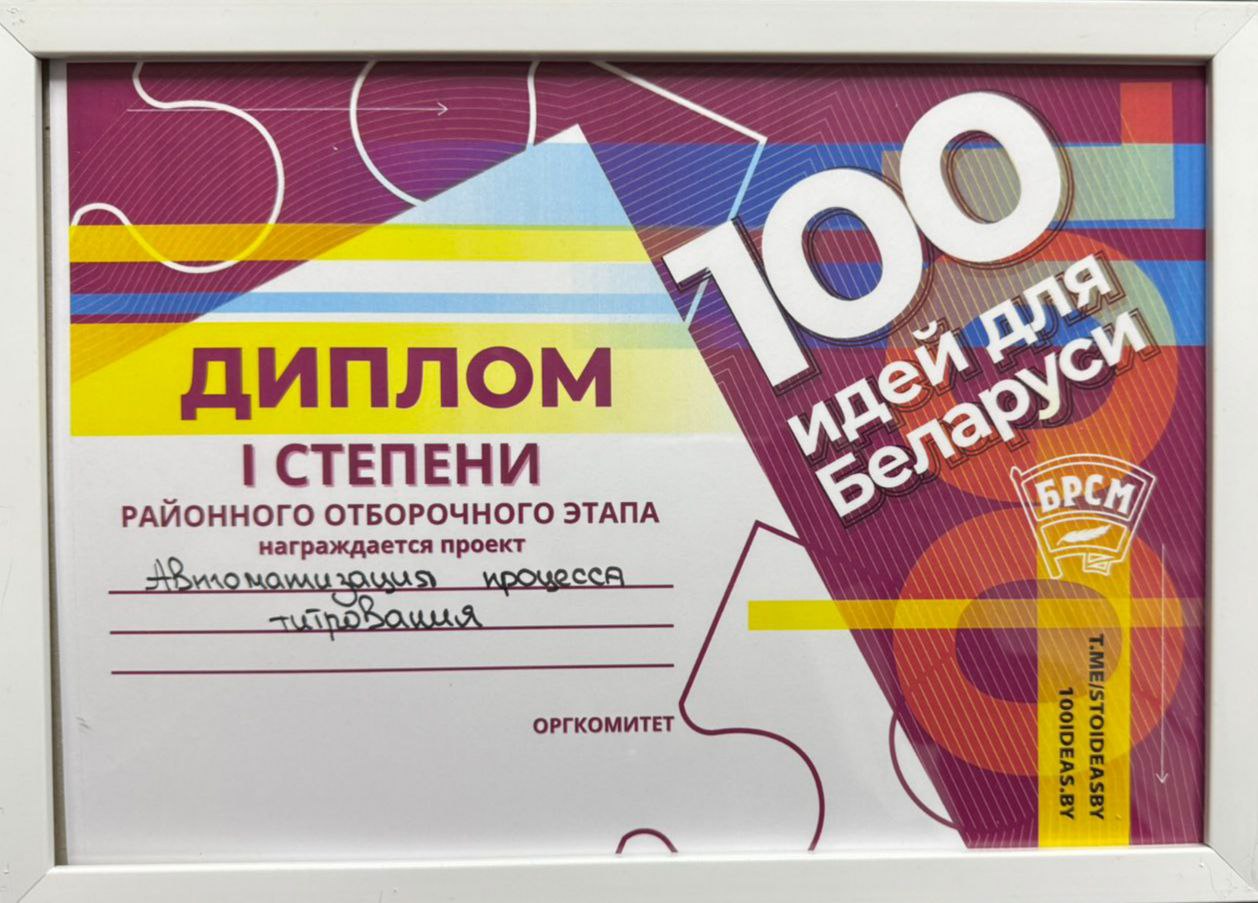 ДИПЛОМ
I СТЕПЕНИ
РАЙОННОГО ОТБОРОЧНОГО ЭТАПА
награждается проект
Автоматизация процесса
титрования
ОРГКОМИТЕТ
100
идей для
Беларуси
БРСМ
T.ME/STOIDEASBY
100IDEAS.BY